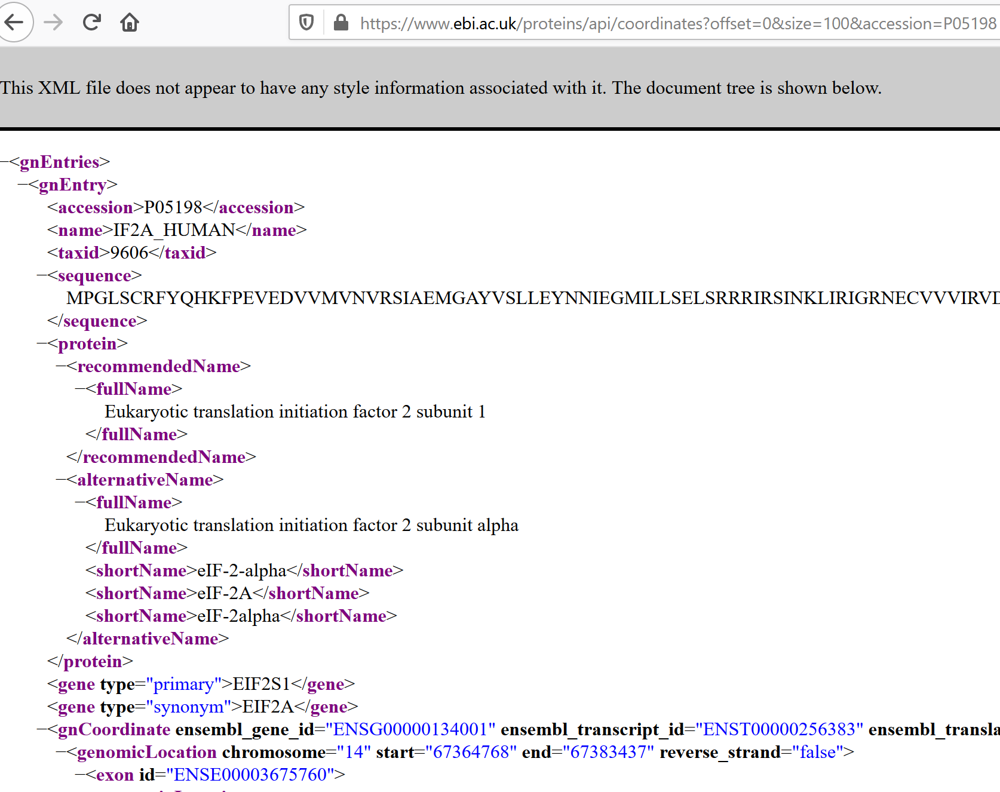 https://www.ebi.ac.uk/proteins/api/coordinates?offset=0&size=100&accession=P05198
This XML file does not appear to have any style information associated with it. The document tree is shown below.
−<gnEntries>
−<gnEntry>
<accession>P05198</accession>
<name>IF2A_HUMAN</name>
<taxid>9606</taxid>
−<sequence>
MPGLSCRFYQHKFPEVEDVVMVNVRSIAEMGAYVSLLEYNNIEGMILLSELSRRRIRSINKLIRIGRNECVVVIRVD
</sequence>
−<protein>
−<recommendedName>
−<fullName>
Eukaryotic translation initiation factor 2 subunit 1
</fullName>
</recommendedName>
−<alternativeName>
−<fullName>
Eukaryotic translation initiation factor 2 subunit alpha
</fullName>
<shortName>eIF-2-alpha</shortName>
<shortName>eIF-2A</shortName>
<shortName>eIF-2alpha</shortName>
</alternativeName>
</protein>
<gene type="primary">EIF2S1</gene>
<gene type="synonym">EIF2A</gene>
−<gnCoordinate ensembl_gene_id="ENSG00000134001" ensembl_transcript_id="ENST00000256383" ensembl_transla
−<genomicLocation chromosome="14" start="67364768" end="67383437" reverse_strand="false">
−<exon id="ENSE00003675760">